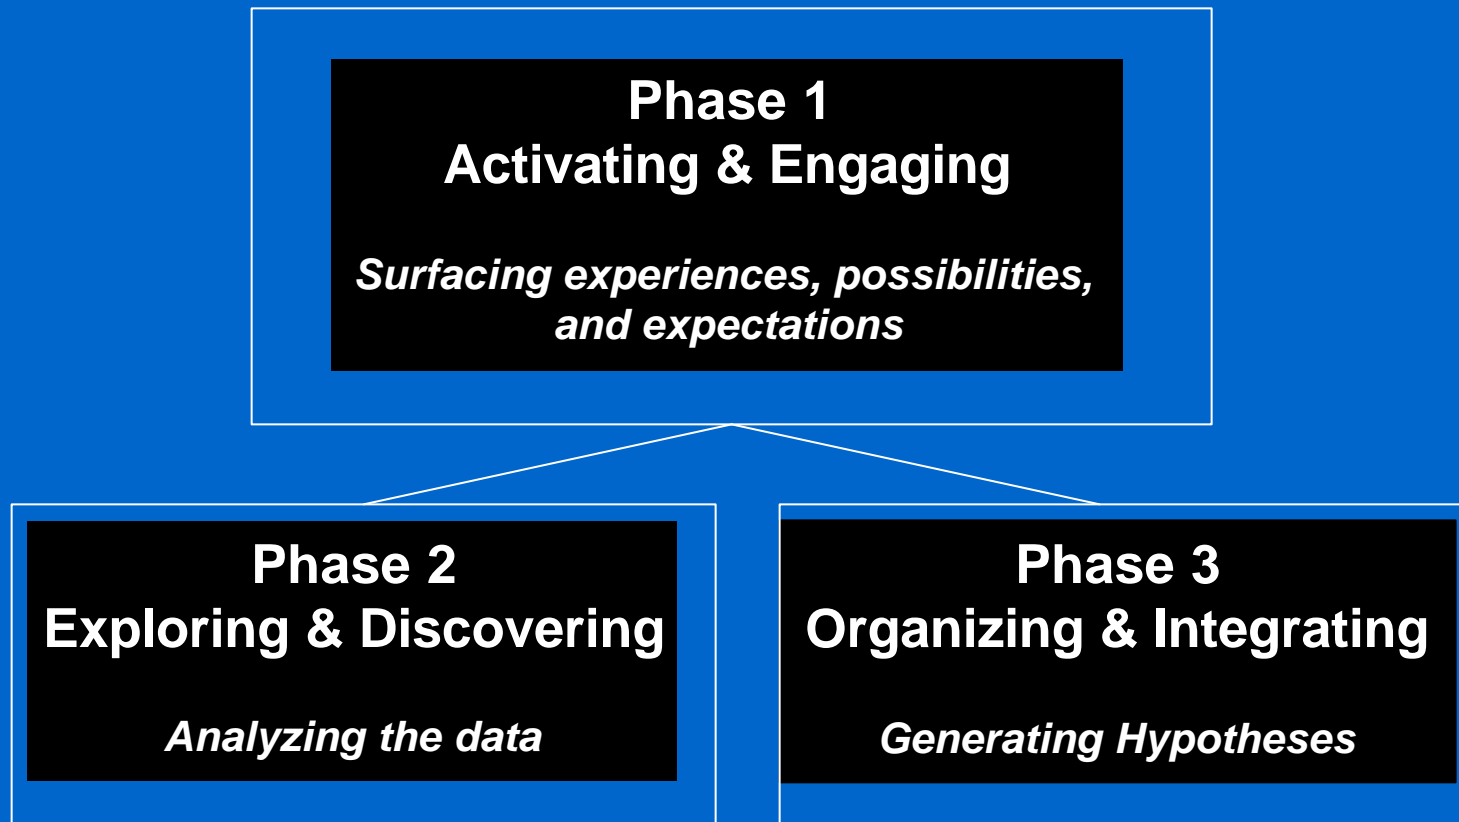 Phase 1
Activating & Engaging
Surfacing experiences, possibilities,
and expectations
Phase 2
Exploring & Discovering
Analyzing the data
Phase 3
Organizing & Integrating
Generating Hypotheses